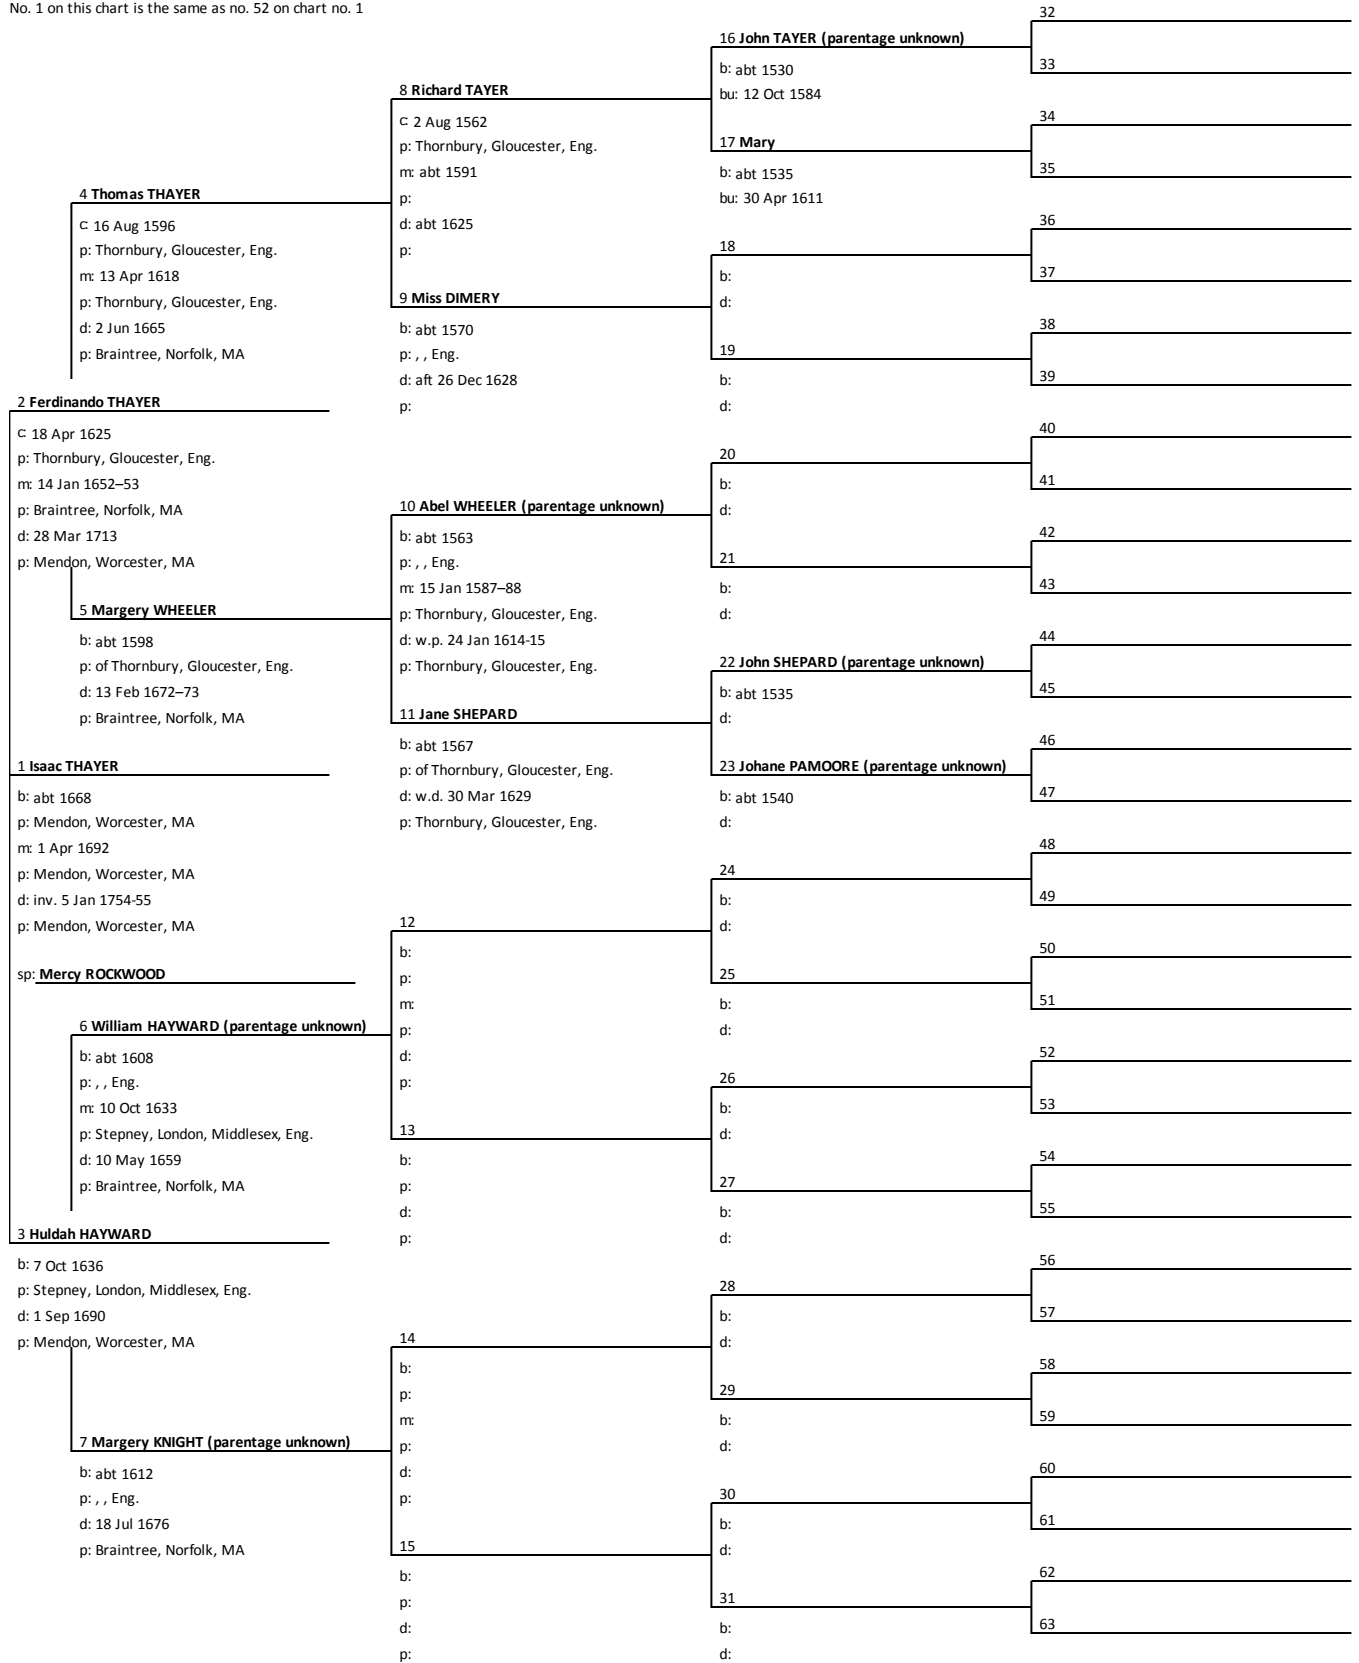 No. 1 on this chart is the same as no. 52 on chart no. 1
4 Thomas THAYER
c: 16 Aug 1596
p: Thornbury, Gloucester, Eng.
m: 13 Apr 1618
p: Thornbury, Gloucester, Eng.
d: 2 Jun 1665
p: Braintree, Norfolk, MA
2 Ferdinando THAYER
c: 18 Apr 1625
p: Thornbury, Gloucester, Eng.
m: 14 Jan 1652–53
p: Braintree, Norfolk, MA
d: 28 Mar 1713
p: Mendon, Worcester, MA
5 Margery WHEELER
b: abt 1598
p: of Thornbury, Gloucester, Eng.
d: 13 Feb 1672–73
p: Braintree, Norfolk, MA
1 Isaac THAYER
b: abt 1668
p: Mendon, Worcester, MA
m: 1 Apr 1692
p: Mendon, Worcester, MA
d: inv. 5 Jan 1754-55
p: Mendon, Worcester, MA
sp: Mercy ROCKWOOD
6 William HAYWARD (parentage unknown)
b: abt 1608
p: , , Eng.
m: 10 Oct 1633
p: Stepney, London, Middlesex, Eng.
d: 10 May 1659
p: Braintree, Norfolk, MA
3 Huldah HAYWARD
b: 7 Oct 1636
p: Stepney, London, Middlesex, Eng.
d: 1 Sep 1690
p: Mendon, Worcester, MA
7 Margery KNIGHT (parentage unknown)
b: abt 1612
p: , , Eng.
d: 18 Jul 1676
p: Braintree, Norfolk, MA
8 Richard TAYER
c: 2 Aug 1562
p: Thornbury, Gloucester, Eng.
m: abt 1591
p:
d: abt 1625
p:
9 Miss DIMERY
b: abt 1570
p: , , Eng.
d: aft 26 Dec 1628
p:
10 Abel WHEELER (parentage unknown)
b: abt 1563
p: , , Eng.
m: 15 Jan 1587–88
p: Thornbury, Gloucester, Eng.
d: w.p. 24 Jan 1614-15
p: Thornbury, Gloucester, Eng.
11 Jane SHEPARD
b: abt 1567
p: of Thornbury, Gloucester, Eng.
d: w.d. 30 Mar 1629
p: Thornbury, Gloucester, Eng.
12
b:
p:
m:
p:
d:
p:
13
b:
p:
d:
p:
14
b:
p:
m:
p:
d:
p:
15
b:
p:
d:
p:
16 John TAYER (parentage unknown)
b: abt 1530
bu: 12 Oct 1584
17 Mary
b: abt 1535
bu: 30 Apr 1611
18
b:
d:
19
b:
d:
20
b:
d:
21
b:
d:
22 John SHEPARD (parentage unknown)
b: abt 1535
d:
23 Johane PAMOORE (parentage unknown)
b: abt 1540
d:
24
b:
d:
25
b:
d:
26
b:
d:
27
b:
d:
28
b:
d:
29
b:
d:
30
b:
d:
31
b:
d:
32
33
34
35
36
37
38
39
40
41
42
43
44
45
46
47
48
49
50
51
52
53
54
55
56
57
58
59
60
61
62
63